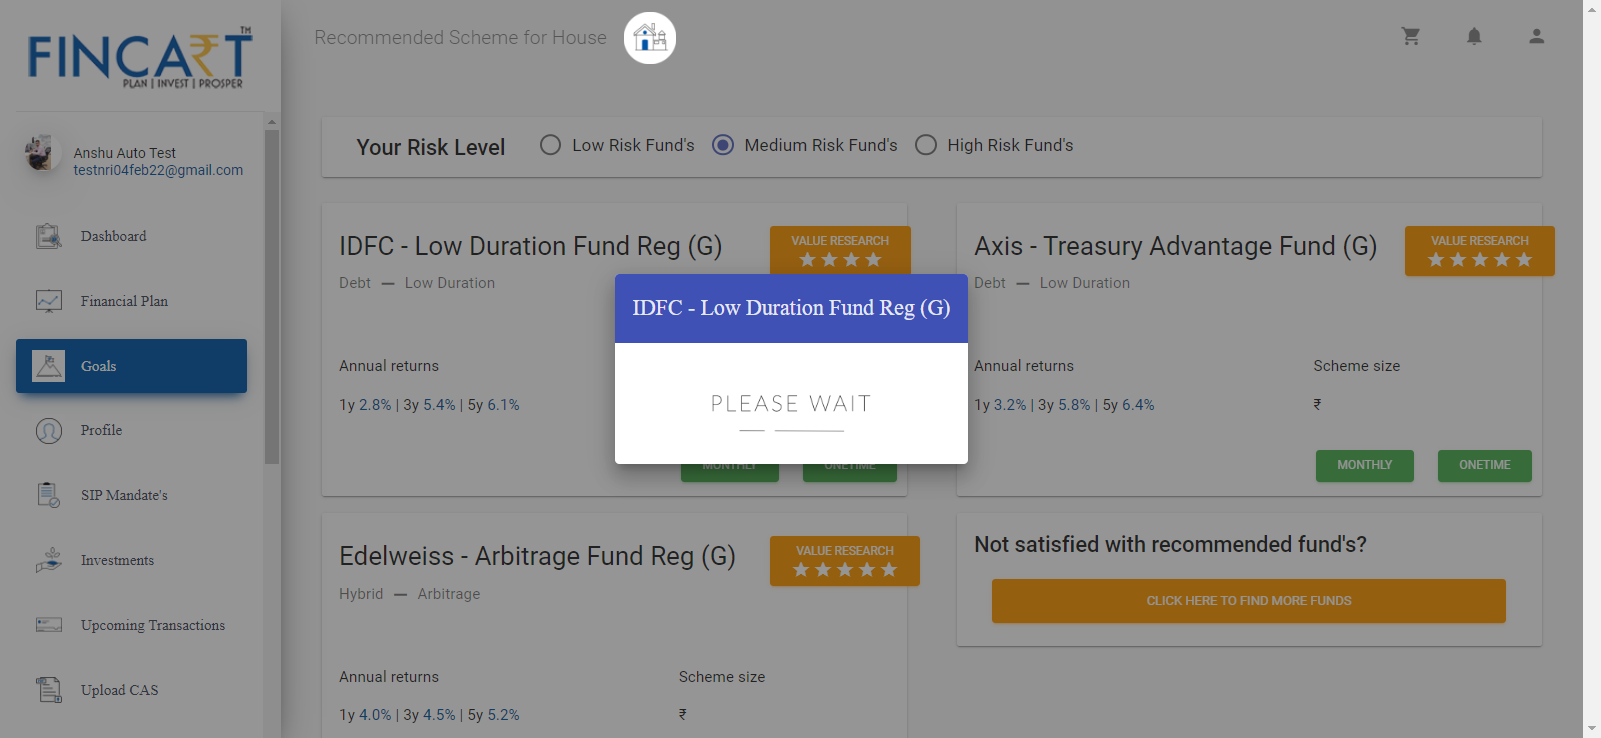 FINCART TM
PLAN | INVEST | PROSPER
Recommended Scheme for House
Anshu Auto Test
testnri04feb22@gmail.com
Dashboard
Financial Plan
Goals
Profile
SIP Mandate's
Investments
Upcoming Transactions
Upload CAS
Your Risk Level
Low Risk Fund's
Medium Risk Fund's
High Risk Fund's
IDFC - Low Duration Fund Reg (G)
VALUE RESEARCH
Debt — Low Duration
Annual returns
1y 2.8% | 3y 5.4% | 5y 6.1%
MONTHLY
ONETIME
Axis - Treasury Advantage Fund (G)
VALUE RESEARCH
Debt — Low Duration
Annual returns
Scheme size
1y 3.2% | 3y 5.8% | 5y 6.4%
₹
MONTHLY
ONETIME
IDFC - Low Duration Fund Reg (G)
PLEASE WAIT
Edelweiss - Arbitrage Fund Reg (G)
VALUE RESEARCH
Hybrid — Arbitrage
Annual returns
Scheme size
1y 4.0% | 3y 4.5% | 5y 5.2%
₹
Not satisfied with recommended fund's?
CLICK HERE TO FIND MORE FUNDS